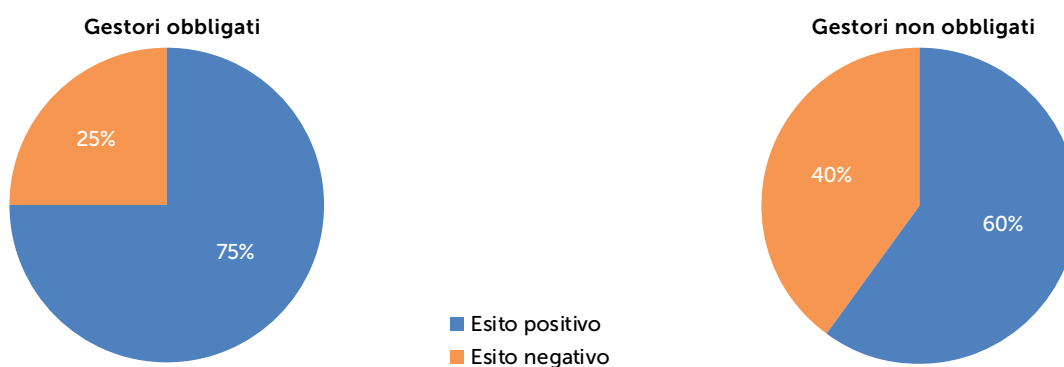 Gestori obbligati
Gestori non obbligati
25%
75%
40%
60%
Esito positivo
Esito negativo